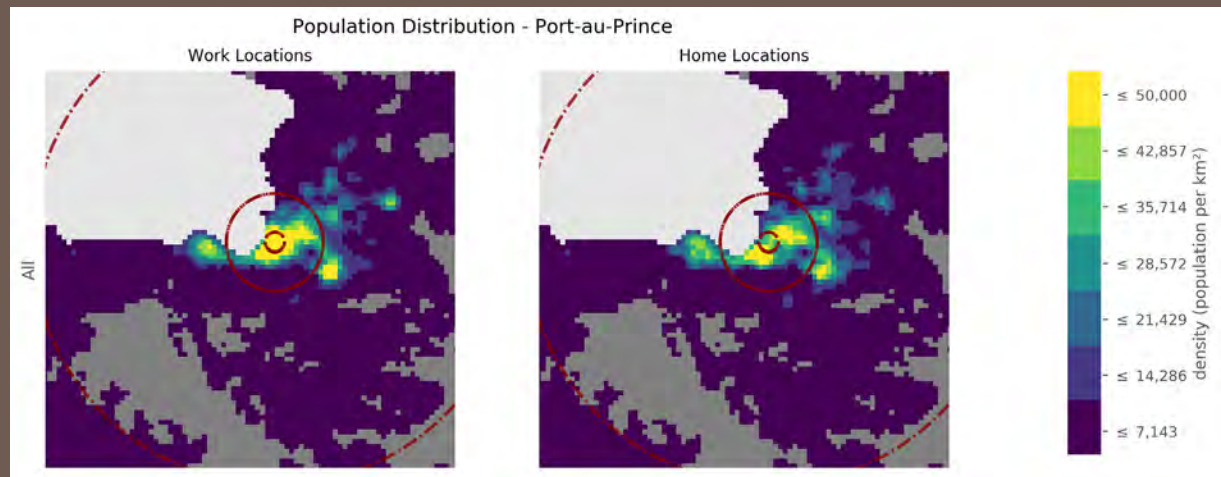 Population Distribution - Port-au-Prince
Work Locations
Home Locations
All
≤ 50,000
≤ 42,857
≤ 35,714
≤ 28,572
≤ 21,429
≤ 14,286
≤ 7,143
density (population per km²)